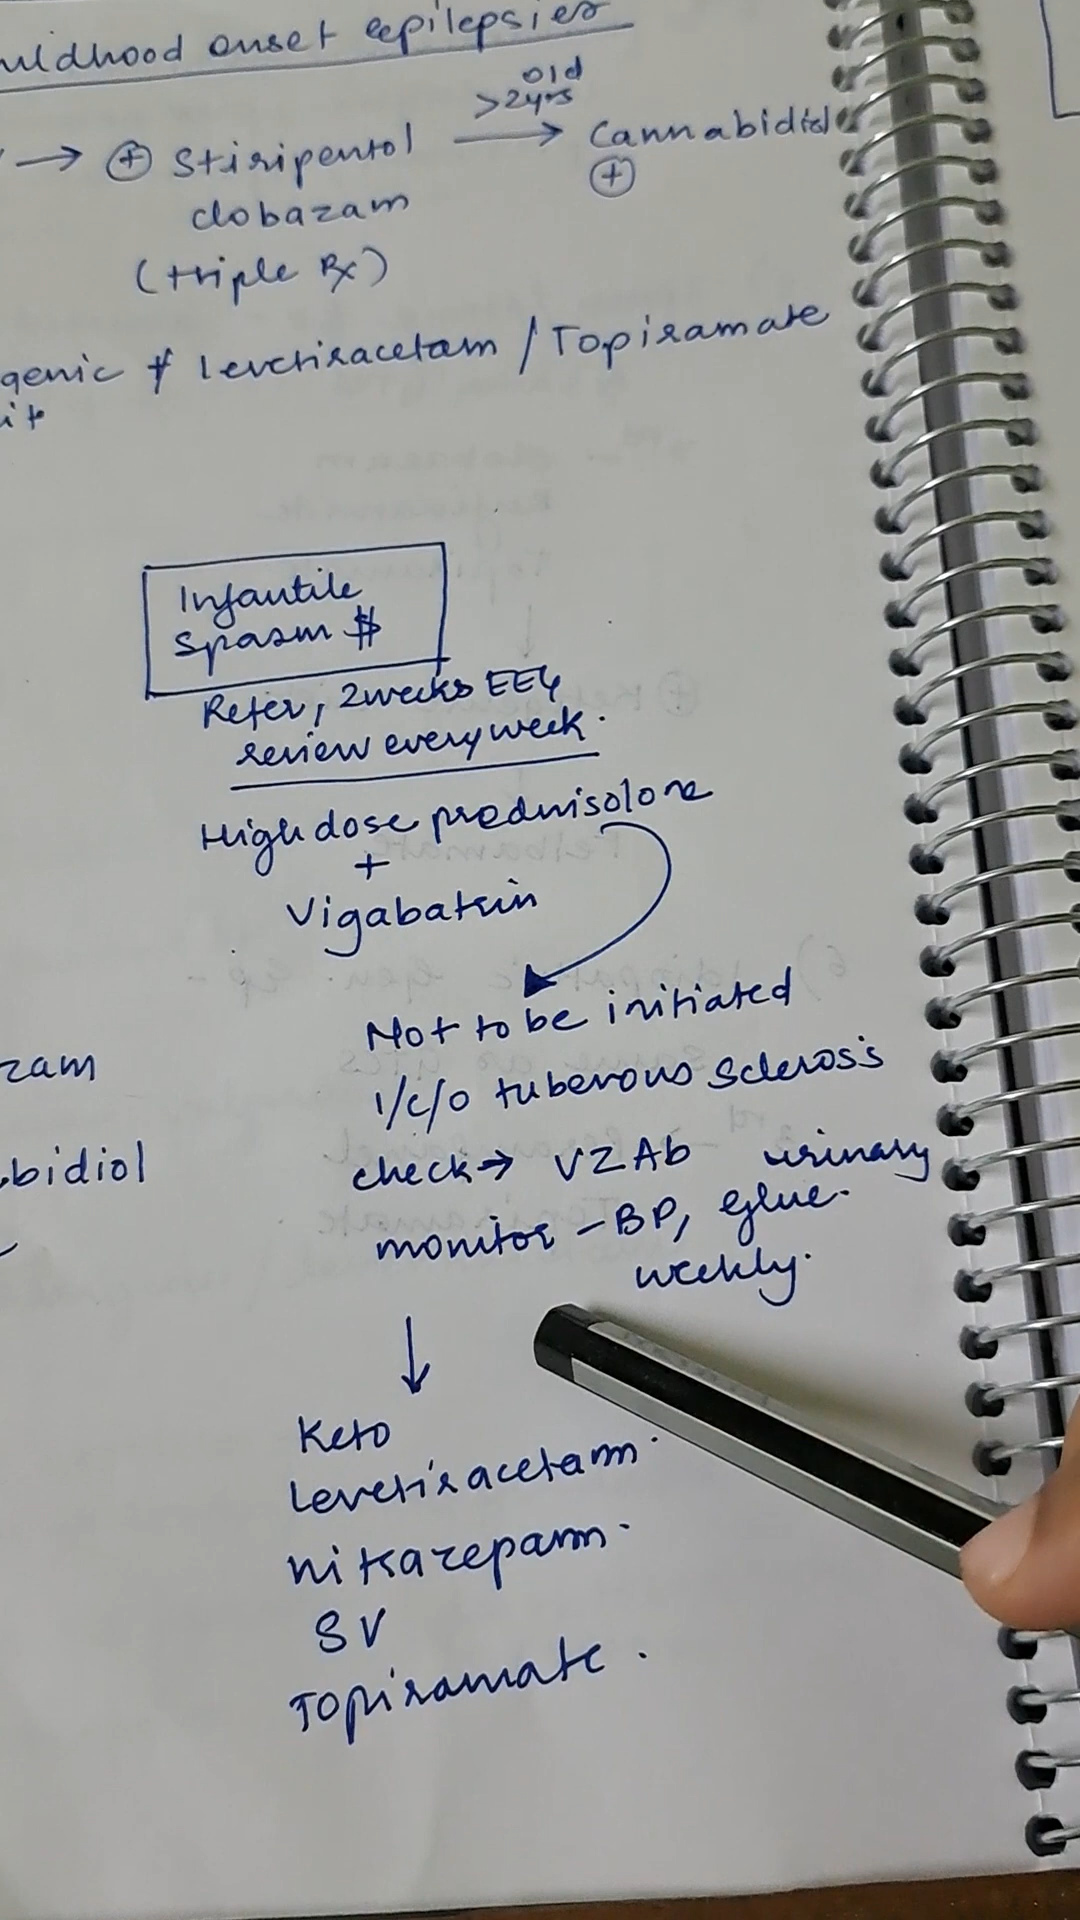 uldhood onset epilepsies
→ ⊕ Stiripentol >2yrs old → Cannabidiol
clobazam ⊕
(triple Rx)
genic + levetiracetam / Topiramate
it
Infantile
Spasm $
Refer, 2weeks EEG
review every week.
High dose prednisolone
+
Vigabatrin
Not to be initiated
i/c/o tuberous sclerosis
zam
check → VZAb urinary
bidiol
monitor - BP, gluc.
weekly.
↓
Keto
levetiracetam.
nitrazepam.
SV
Topiramate.